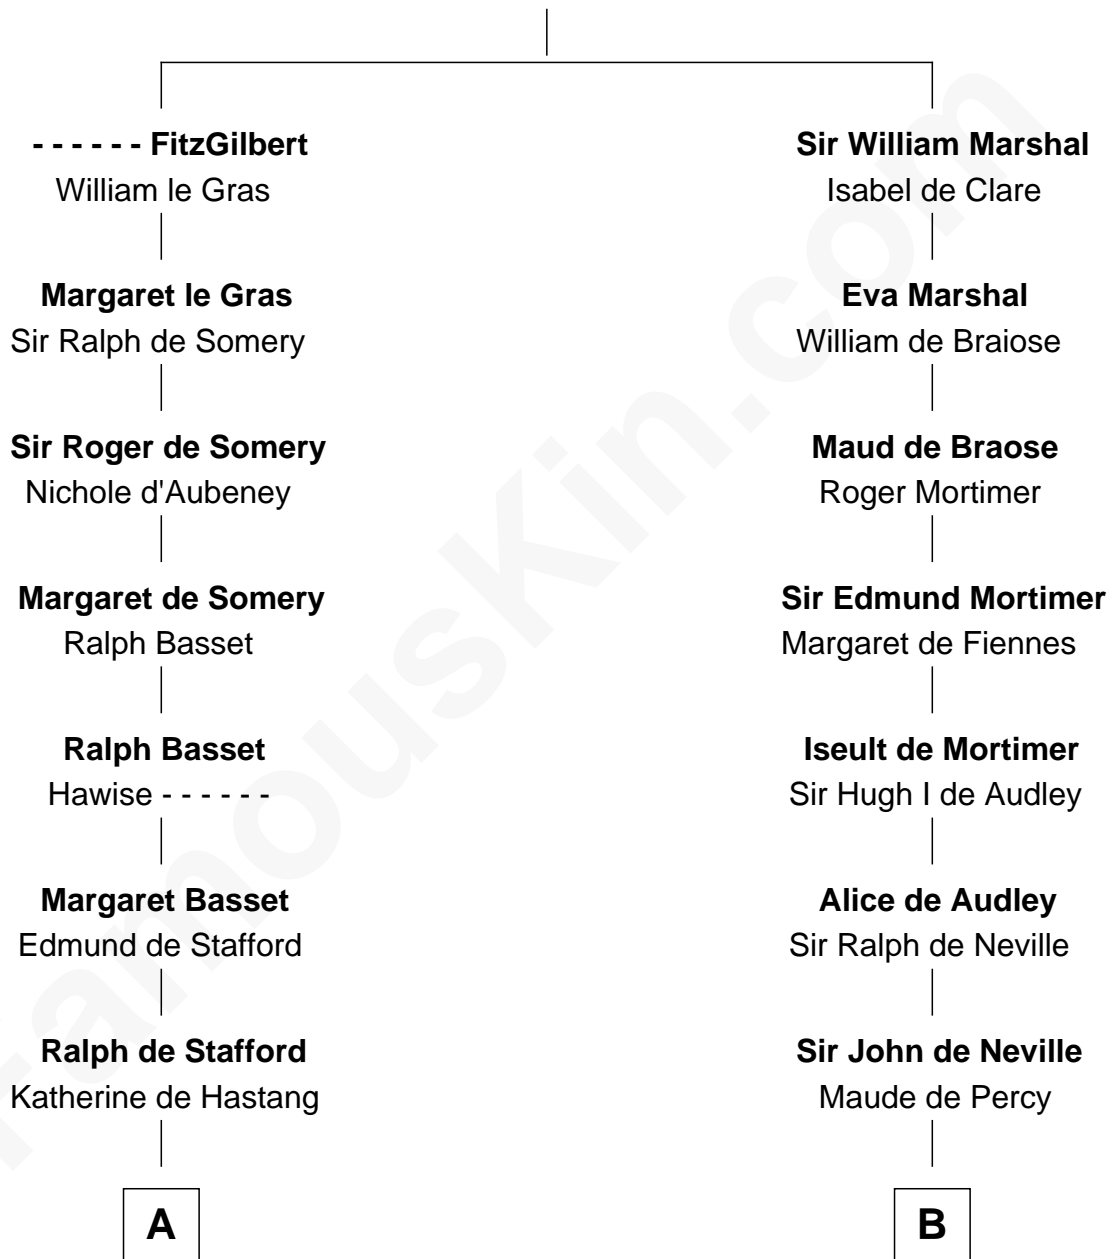 - - - - - - FitzGilbert
William le Gras
Margaret le Gras
Sir Ralph de Somery
Sir Roger de Somery
Nichole d'Aubeney
Margaret de Somery
Ralph Basset
Ralph Basset
Hawise - - - - - -
Margaret Basset
Edmund de Stafford
Ralph de Stafford
Katherine de Hastang
A
Sir William Marshal
Isabel de Clare
Eva Marshal
William de Braiose
Maud de Braose
Roger Mortimer
Sir Edmund Mortimer
Margaret de Fiennes
Iseult de Mortimer
Sir Hugh I de Audley
Alice de Audley
Sir Ralph de Neville
Sir John de Neville
Maude de Percy
B
FamousKin.com